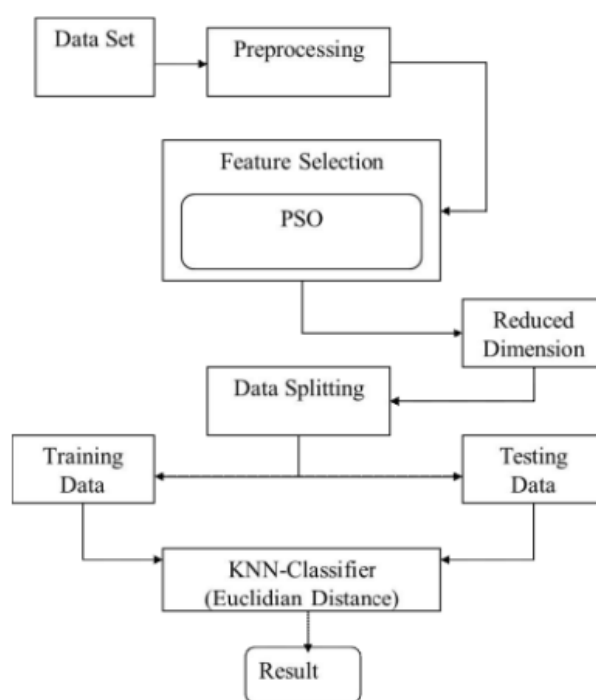 Data Set
Preprocessing
Feature Selection
PSO
Reduced
Dimension
Data Splitting
Training
Data
Testing
Data
KNN-Classifier
(Euclidian Distance)
Result